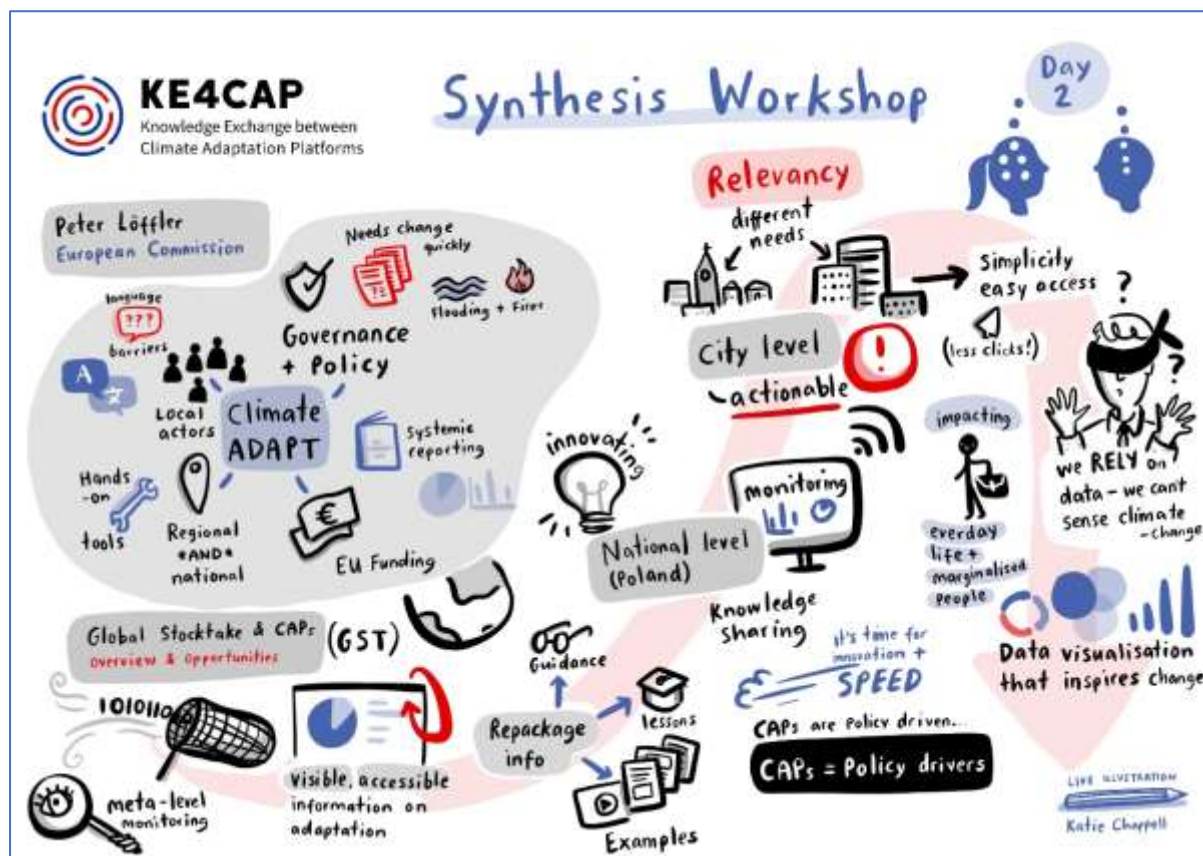 KE4CAP
Knowledge Exchange between
Climate Adaptation Platforms
Synthesis Workshop
Day
2
Peter Löffler
European Commission
Needs change
quickly
Flooding + Fires
language
???
barriers
A
Governance
+ Policy
Local
actors
Climate
ADAPT
Systemic
reporting
Hands
-on
tools
Regional
*AND*
national
€
EU Funding
Relevancy
different
needs
Simplicity
easy access
(less clicks!)
City level
actionable
!
?
?
we RELY on
data - we cant
sense climate
-change
impacting
everday
life +
marginalised
people
innovating
monitoring
National level
(Poland)
Knowledge
sharing
Data visualisation
that inspires change
Global Stocktake & CAPs
overview & opportunities
(GST)
1010110
meta-level
monitoring
visible, accessible
information on
adaptation
Guidance
Repackage
info
lessons
Examples
it's time for
innovation +
SPEED
CAPs are policy driven...
CAPs = Policy drivers
LIVE ILLUSTRATION
Katie Chappell